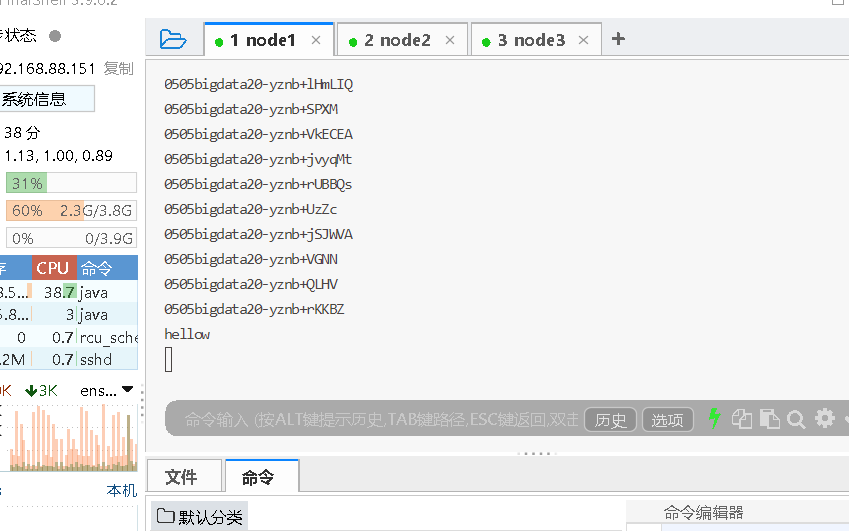 步状态
92.168.88.151 复制
系统信息
38 分
1.13, 1.00, 0.89
31%
60% 2.3G/3.8G
0% 0/3.9G
存 CPU 命令
3.5... 38.7 java
5.8... 3 java
0 0.7 rcu_sche
.2M 0.7 sshd
0K 3K ens...
本机
1 node1
2 node2
3 node3
0505bigdata20-yznb+lHmLIQ
0505bigdata20-yznb+SPXM
0505bigdata20-yznb+VkECEA
0505bigdata20-yznb+jvyqMt
0505bigdata20-yznb+rUBBQs
0505bigdata20-yznb+UzZc
0505bigdata20-yznb+jSJWVA
0505bigdata20-yznb+VGNN
0505bigdata20-yznb+QLHV
0505bigdata20-yznb+rKKBZ
hellow
命令输入 (按ALT键提示历史,TAB键路径,ESC键返回,双击
历史
选项
文件
命令
默认分类
命令编辑器